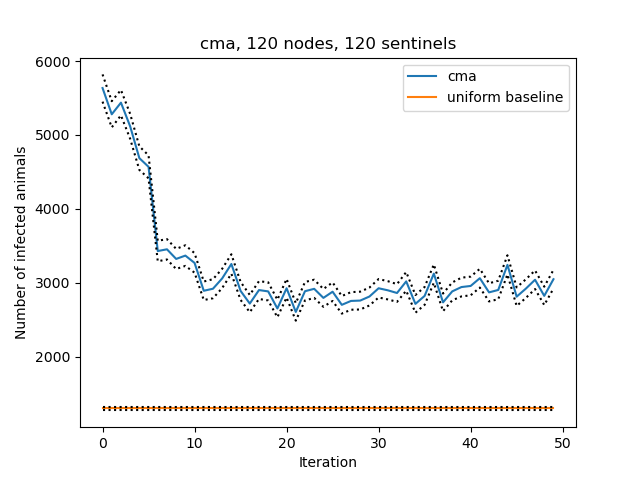 cma, 120 nodes, 120 sentinels
cma
uniform baseline
Number of infected animals
6000
5000
4000
3000
2000
0 10 20 30 40 50
Iteration